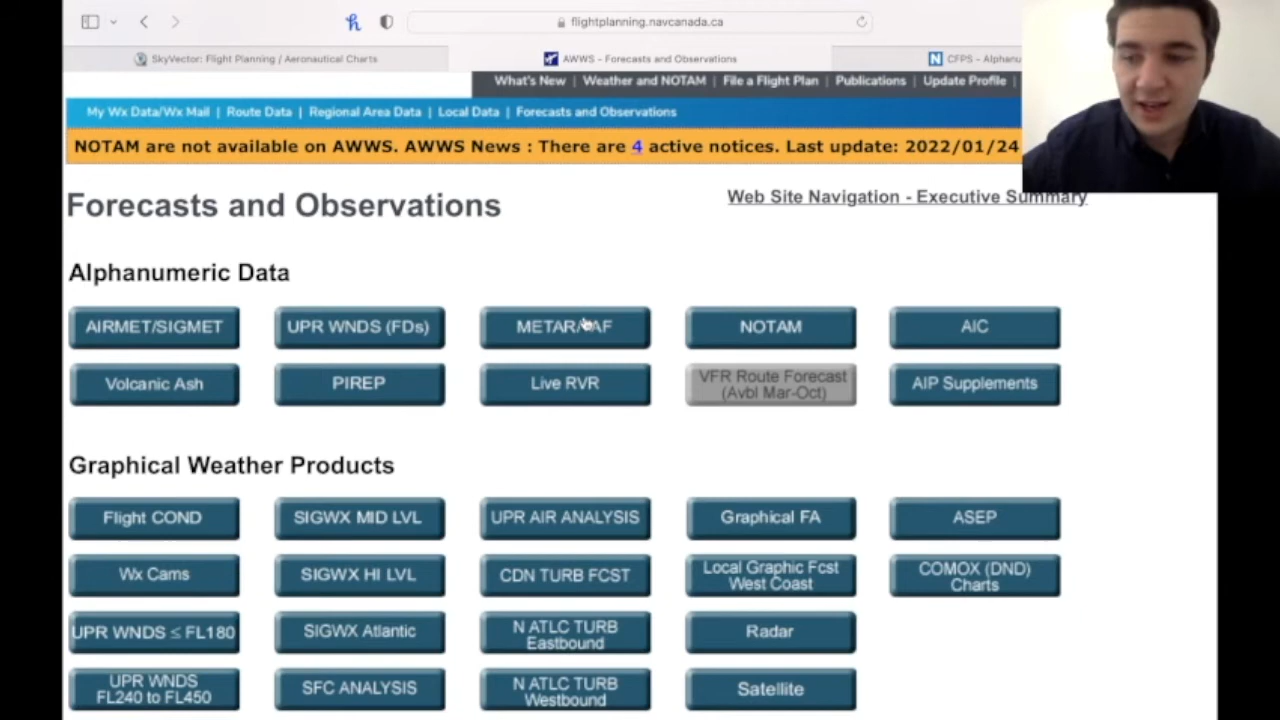 flightplanning.navcanada.ca
SkyVector: Flight Planning / Aeronautical Charts
AWWS - Forecasts and Observations
CFPS - Alphanu
What's New | Weather and NOTAM | File a Flight Plan | Publications | Update Profile |
My Wx Data/Wx Mail | Route Data | Regional Area Data | Local Data | Forecasts and Observations
NOTAM are not available on AWWS. AWWS News : There are 4 active notices. Last update: 2022/01/24
Forecasts and Observations
Web Site Navigation - Executive Summary
Alphanumeric Data
AIRMET/SIGMET
UPR WNDS (FDs)
METAR/TAF
NOTAM
AIC
Volcanic Ash
PIREP
Live RVR
VFR Route Forecast
(Avbl Mar-Oct)
AIP Supplements
Graphical Weather Products
Flight COND
SIGWX MID LVL
UPR AIR ANALYSIS
Graphical FA
ASEP
Wx Cams
SIGWX HI LVL
CDN TURB FCST
Local Graphic Fcst
West Coast
COMOX (DND)
Charts
UPR WNDS ≤ FL180
SIGWX Atlantic
N ATLC TURB
Eastbound
Radar
UPR WNDS
FL240 to FL450
SFC ANALYSIS
N ATLC TURB
Westbound
Satellite